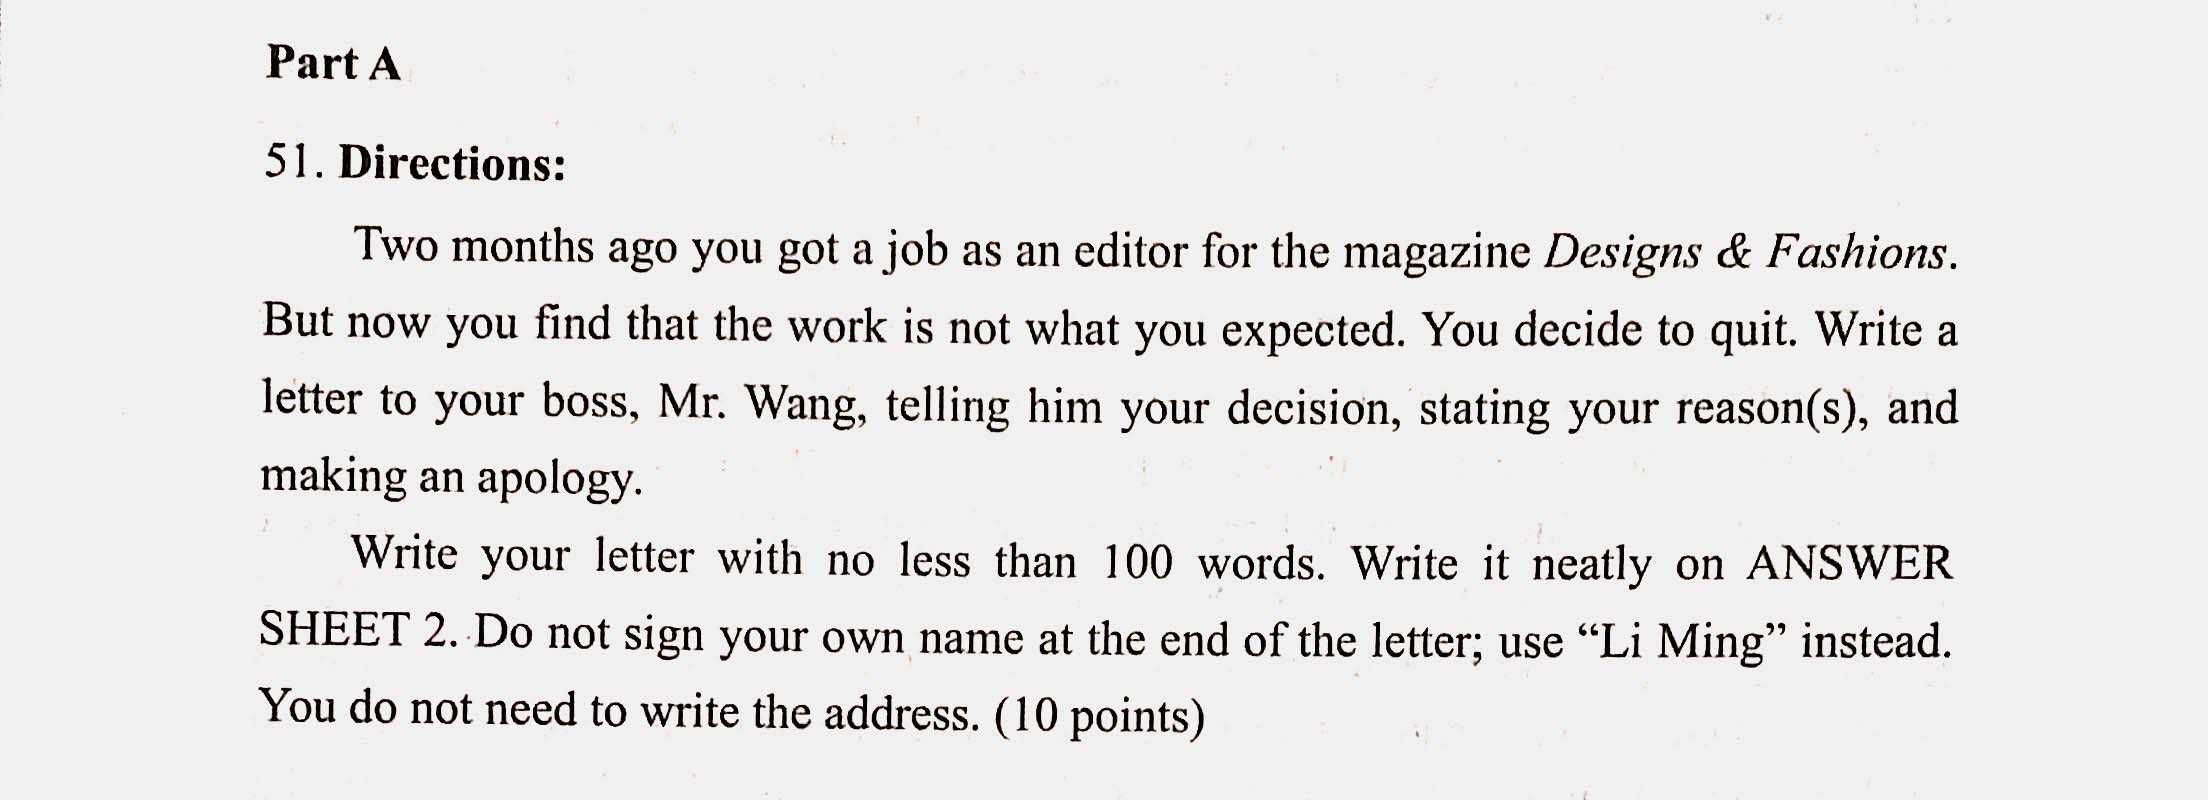 Part A
51. Directions:
Two months ago you got a job as an editor for the magazine Designs & Fashions.
But now you find that the work is not what you expected. You decide to quit. Write a
letter to your boss, Mr. Wang, telling him your decision, stating your reason(s), and
making an apology.
Write your letter with no less than 100 words. Write it neatly on ANSWER
SHEET 2. Do not sign your own name at the end of the letter; use “Li Ming” instead.
You do not need to write the address. (10 points)